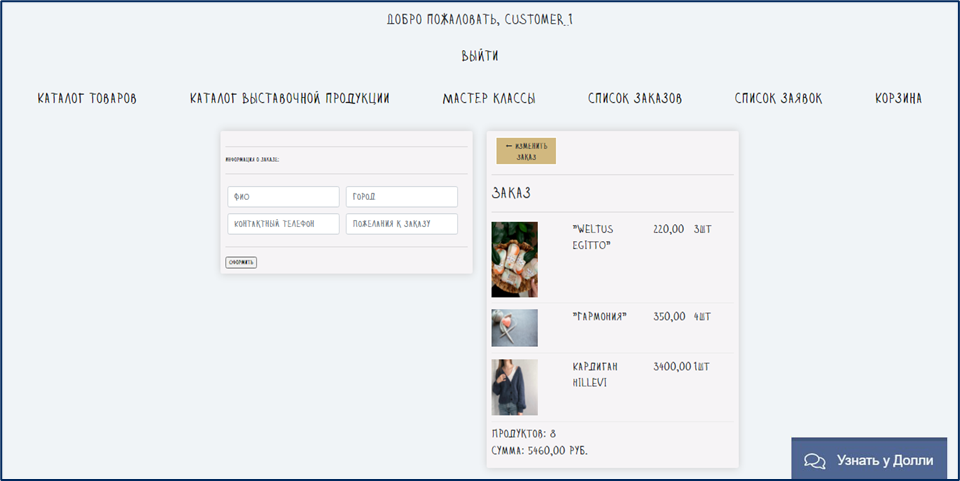 ДОБРО ПОЖАЛОВАТЬ, CUSTOMER_1
ВЫЙТИ
КАТАЛОГ ТОВАРОВ КАТАЛОГ ВЫСТАВОЧНОЙ ПРОДУКЦИИ МАСТЕР КЛАССЫ СПИСОК ЗАКАЗОВ СПИСОК ЗАЯВОК КОРЗИНА
ИНФОРМАЦИЯ О ЗАКАЗЕ:
ФИО ГОРОД
КОНТАКТНЫЙ ТЕЛЕФОН ПОЖЕЛАНИЯ К ЗАКАЗУ
ОФОРМИТЬ
← ИЗМЕНИТЬ
ЗАКАЗ
ЗАКАЗ
"WELTUS 220,00 3ШТ
EGITTO"
"ГАРМОНИЯ" 350,00 4ШТ
КАРДИГАН 3400,00 1ШТ
HILLEVI
ПРОДУКТОВ: 8
СУММА: 5460,00 РУБ.
Узнать у Долли